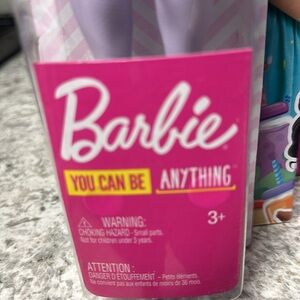 Barbie
YOU CAN BE ANYTHING
3+
WARNING:
CHOKING HAZARD - Small parts.
Not for children under 3 years.
ATTENTION :
DANGER D'ÉTOUFFEMENT - Petits éléments.
Ne convient pas aux enfants de moins de 36 mois.